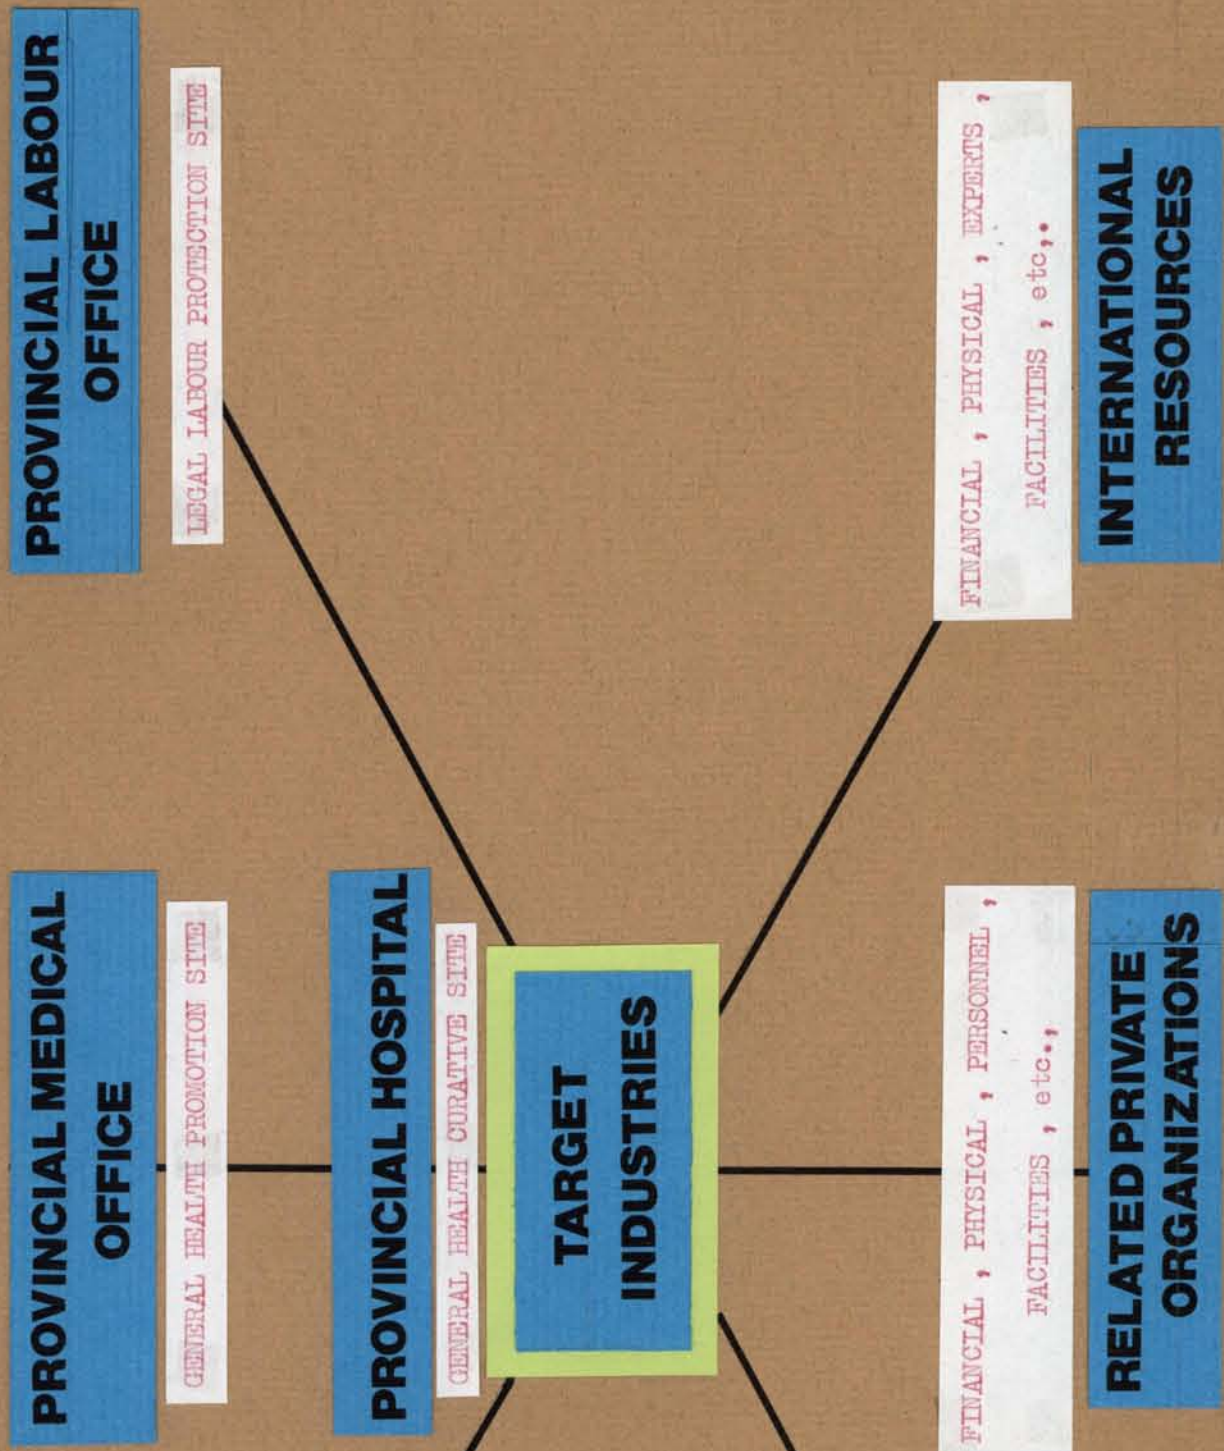 PROVINCIAL MEDICAL
OFFICE
GENERAL HEALTH PROMOTION SITE
PROVINCIAL LABOUR
OFFICE
LEGAL LABOUR PROTECTION SITE
PROVINCIAL HOSPITAL
GENERAL HEALTH CURATIVE SITE
TARGET
INDUSTRIES
FINANCIAL , PHYSICAL , PERSONNEL ,
FACILITIES , etc.,
RELATED PRIVATE
ORGANIZATIONS
FINANCIAL , PHYSICAL , EXPERTS ,
FACILITIES , etc,.
INTERNATIONAL
RESOURCES